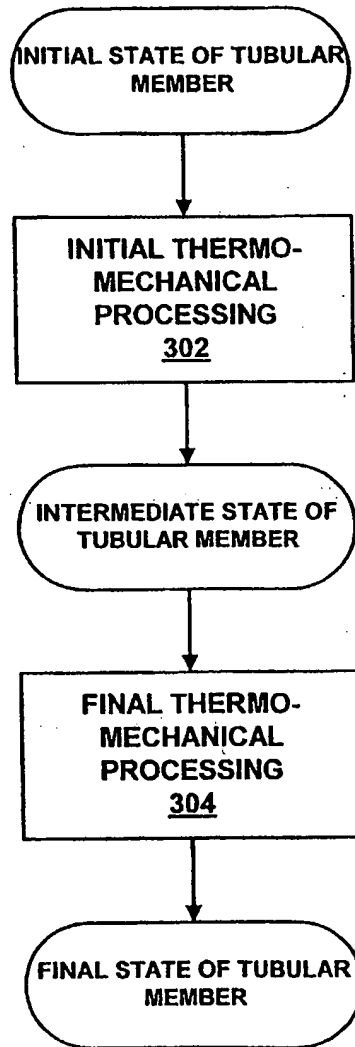 INITIAL STATE OF TUBULAR
MEMBER
INITIAL THERMO-
MECHANICAL
PROCESSING
302
INTERMEDIATE STATE OF
TUBULAR MEMBER
FINAL THERMO-
MECHANICAL
PROCESSING
304
FINAL STATE OF TUBULAR
MEMBER